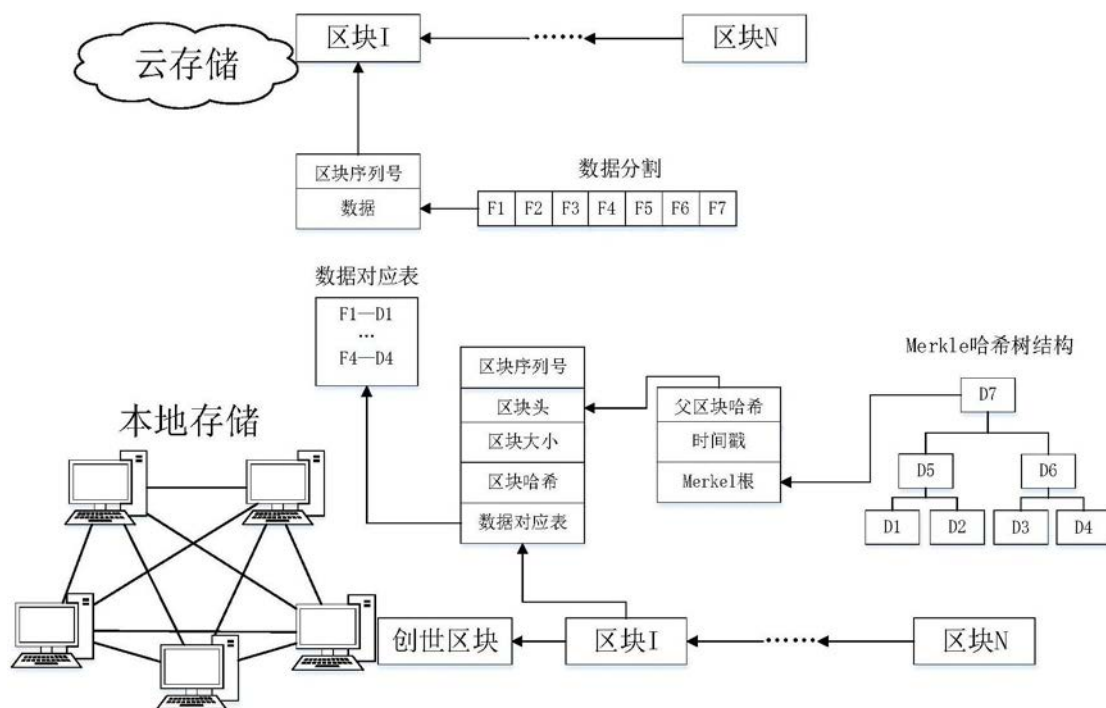 云存储
区块I
······
区块N
区块序列号
数据
数据分割
F1 F2 F3 F4 F5 F6 F7
数据对应表
F1—D1
…
F4—D4
本地存储
区块序列号
区块头
区块大小
区块哈希
数据对应表
父区块哈希
时间戳
Merkel根
Merkle哈希树结构
D7
D5 D6
D1 D2 D3 D4
创世区块
区块I
······
区块N